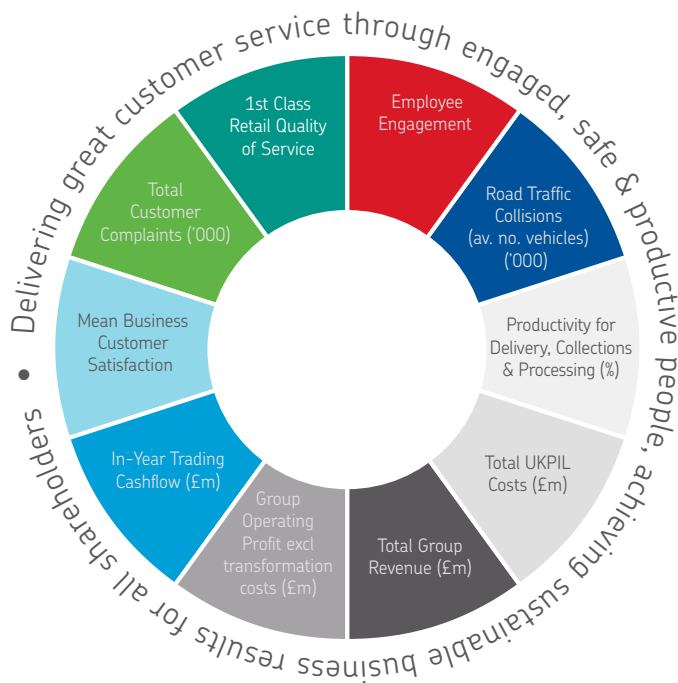 Delivering great customer service through engaged, safe & productive people, achieving sustainable business results for all shareholders •
Employee
Engagement
Road Traffic
Collisions
(av. no. vehicles)
('000)
Productivity for
Delivery, Collections
& Processing (%)
Total UKPIL
Costs (£m)
Total Group
Revenue (£m)
Group
Operating
Profit excl
transformation
costs (£m)
In-Year Trading
Cashflow (£m)
Mean Business
Customer
Satisfaction
Total
Customer
Complaints ('000)
1st Class
Retail Quality
of Service